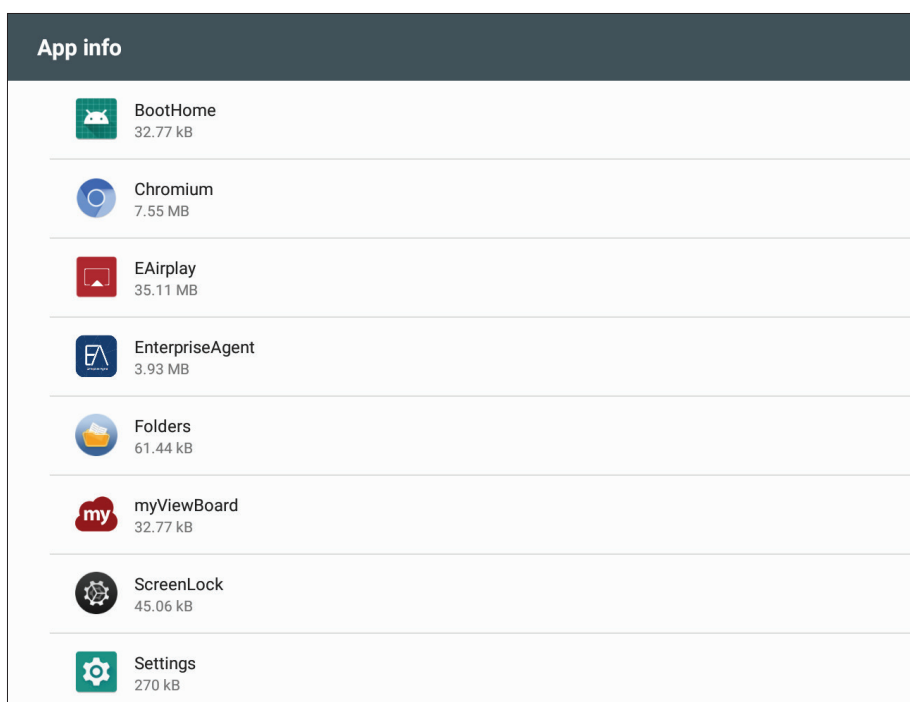 App info
BootHome
32.77 kB
Chromium
7.55 MB
EAirplay
35.11 MB
EnterpriseAgent
3.93 MB
Folders
61.44 kB
my
myViewBoard
32.77 kB
ScreenLock
45.06 kB
Settings
270 kB